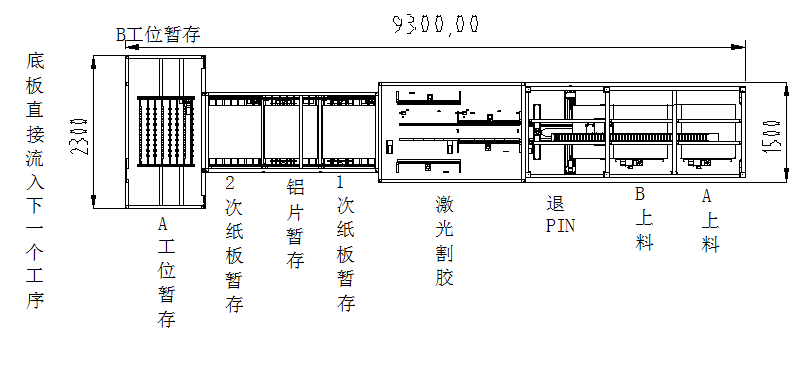 B工位暂存
9300,00
底板直接流入下一个工序
2300
1500
A工位暂存
2次纸板暂存
铝片暂存
1次纸板暂存
激光割胶
退PIN
B上料
A上料